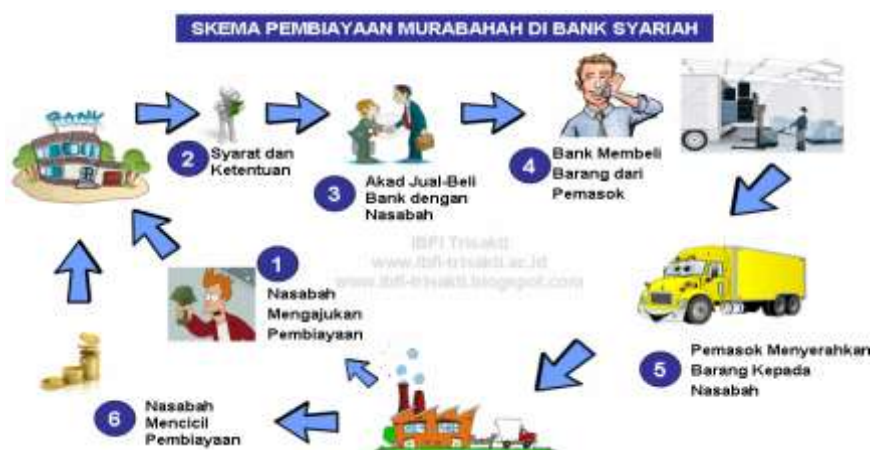 SKEMA PEMBIAYAAN MURABAHAH DI BANK SYARIAH
BANK
2
Syarat dan
Ketentuan
3
Akad Jual-Beli
Bank dengan
Nasabah
4
Bank Membeli
Barang dari
Pemasok
IBFI Trisakti
www.ibfi-trisakti.ac.id
www.ibfi-trisakti.blogspot.com
1
Nasabah
Mengajukan
Pembiayaan
5
Pemasok Menyerahkan
Barang Kepada
Nasabah
6
Nasabah
Mencicil
Pembiayaan